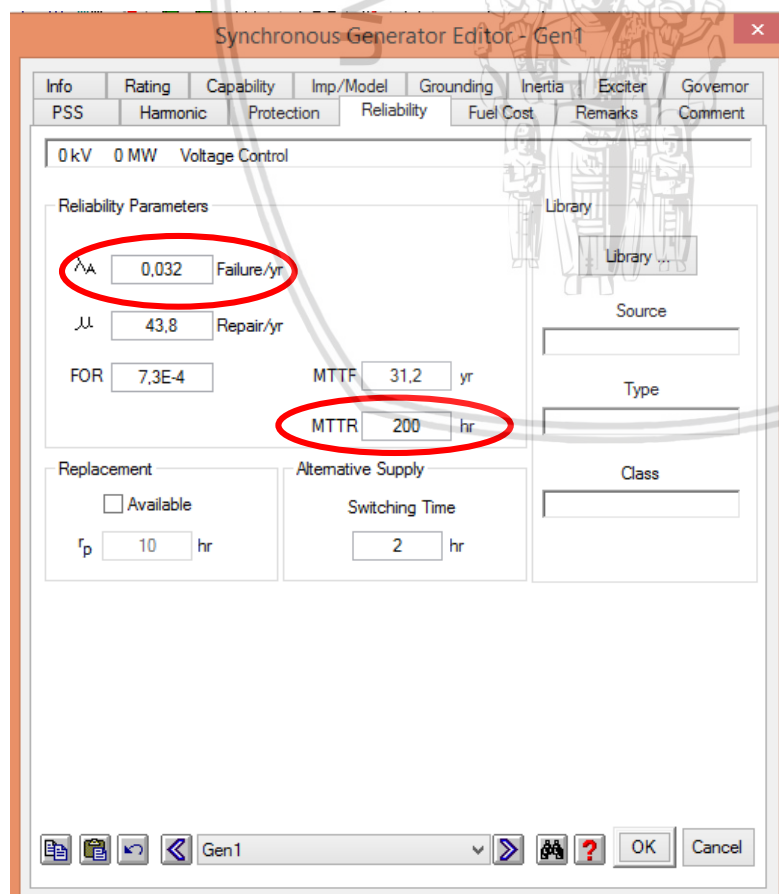 Synchronous Generator Editor - Gen1
Info Rating Capability Imp/Model Grounding Inertia Exciter Governor
PSS Harmonic Protection Reliability Fuel Cost Remarks Comment
0 kV 0 MW Voltage Control
Reliability Parameters
Library
λA 0,032 Failure/yr
Library ...
μ 43,8 Repair/yr
Source
FOR 7,3E-4 MTTF 31,2 yr
Type
MTTR 200 hr
Replacement Alternative Supply Class
Available Switching Time
rp 10 hr 2 hr
Gen1 ? OK Cancel